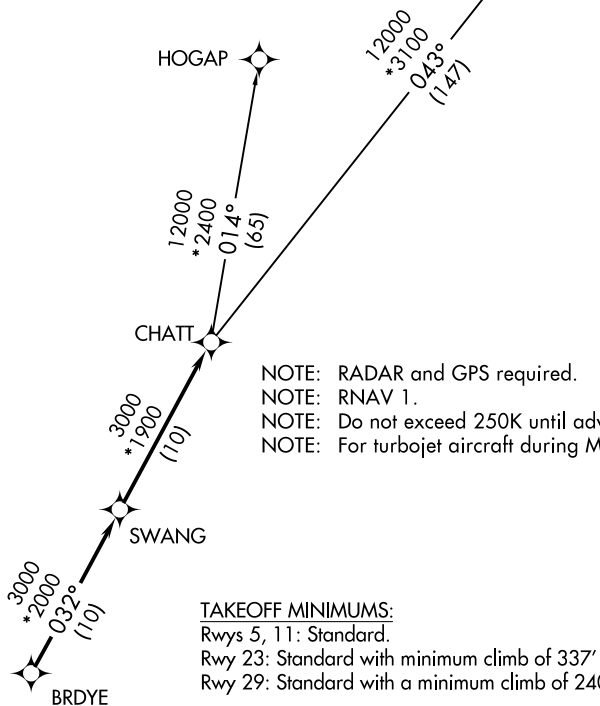 12000
*3100
043°
(147)
HOGAP
12000
*2400
014°
(65)
CHATT
NOTE: RADAR and GPS required.
NOTE: RNAV 1.
NOTE: Do not exceed 250K until adv
NOTE: For turbojet aircraft during M
3000
*1900
(10)
SWANG
3000
*2000
032°
(10)
BRDYE
TAKEOFF MINIMUMS:
Rwys 5, 11: Standard.
Rwy 23: Standard with minimum climb of 337'
Rwy 29: Standard with a minimum climb of 240